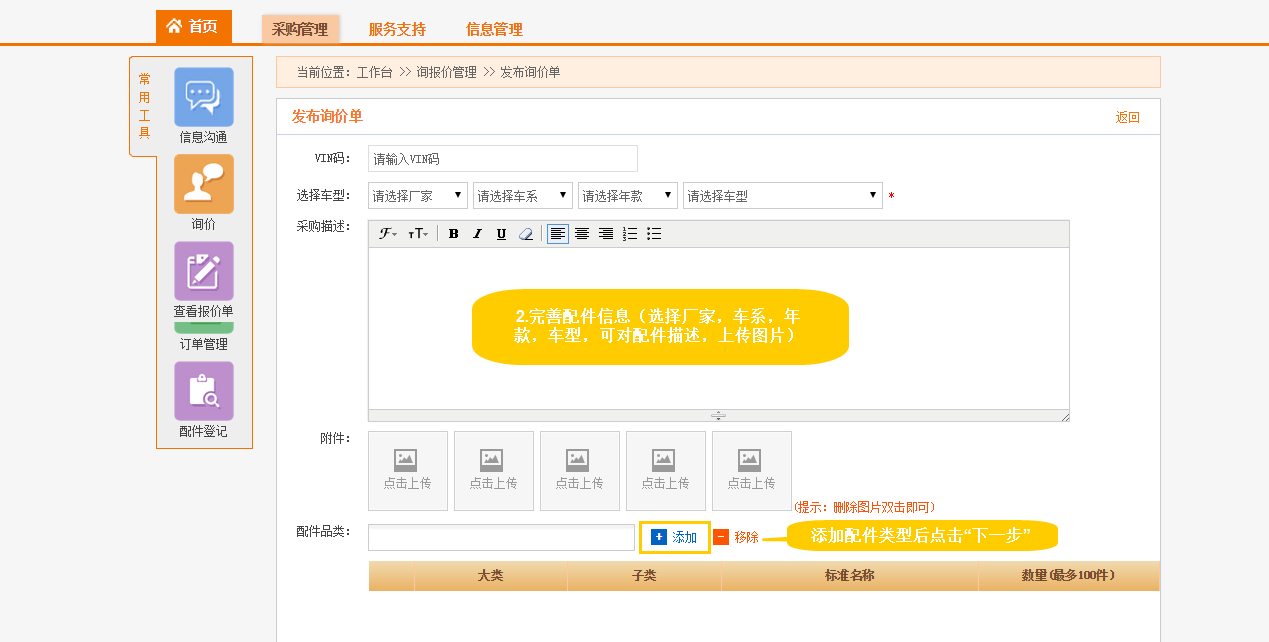 首页 采购管理 服务支持 信息管理
常用工具
信息沟通
询价
查看报价单
订单管理
配件登记
当前位置：工作台 >> 询报价管理 >> 发布询价单
发布询价单 返回
VIN码： 请输入VIN码
选择车型： 请选择厂家 请选择车系 请选择年款 请选择车型 *
采购描述：
F T B I U
2.完善配件信息（选择厂家，车系，年
款，车型，可对配件描述，上传图片）
附件： 点击上传 点击上传 点击上传 点击上传 点击上传
(提示：删除图片双击即可)
配件品类： 添加 移除 添加配件类型后点击“下一步”
大类 子类 标准名称 数量(最多100件)